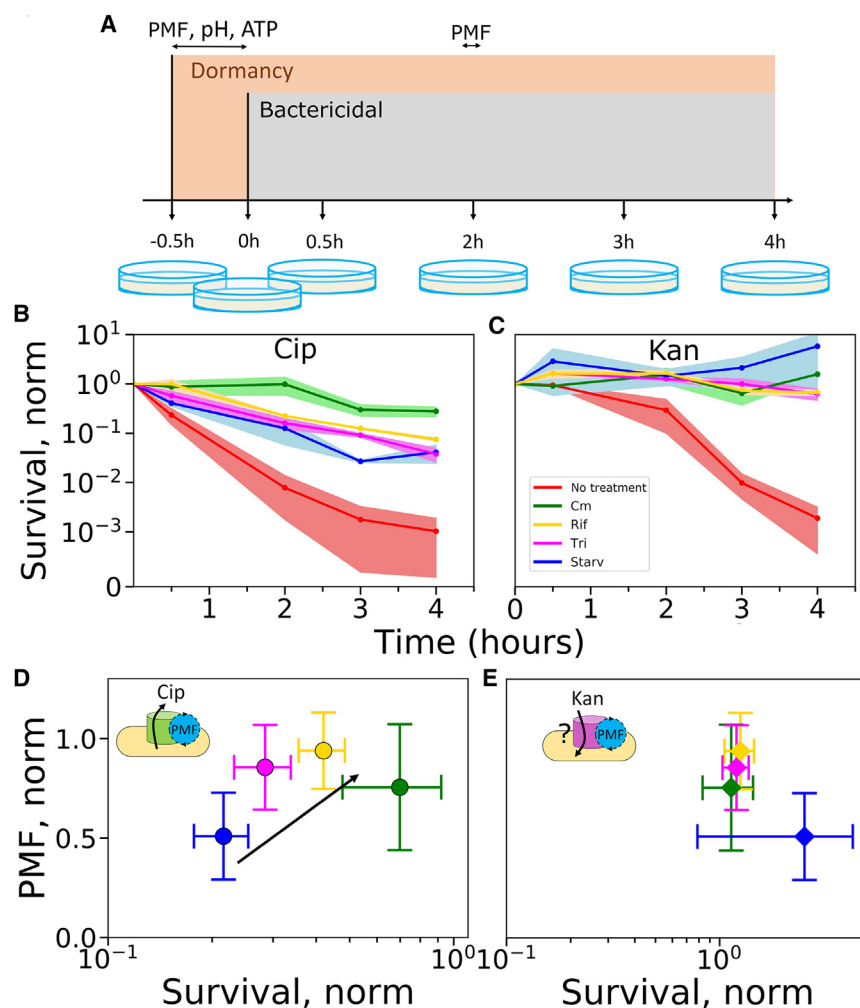 A
PMF, pH, ATP
PMF
Dormancy
Bactericidal
-0.5h
0h
0.5h
2h
3h
4h
B
C
Cip
Kan
Survival, norm
10^1
10^0
10^-1
10^-2
10^-3
0
No treatment
Cm
Rif
Tri
Starv
1 2 3 4
0 1 2 3 4
Time (hours)
D
E
Cip
PMF
Kan
?
PMF
PMF, norm
1.0
0.5
0.0
10^-1 10^0
10^-1 10^0
Survival, norm
Survival, norm